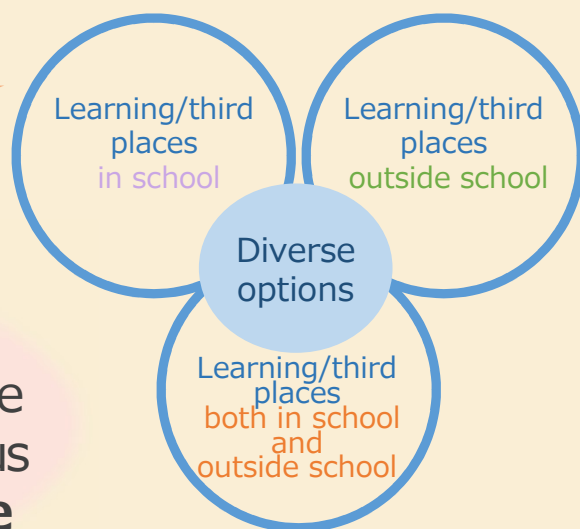 Learning/third
places
in school
Learning/third
places
outside school
Diverse
options
Learning/third
places
both in school
and
outside school